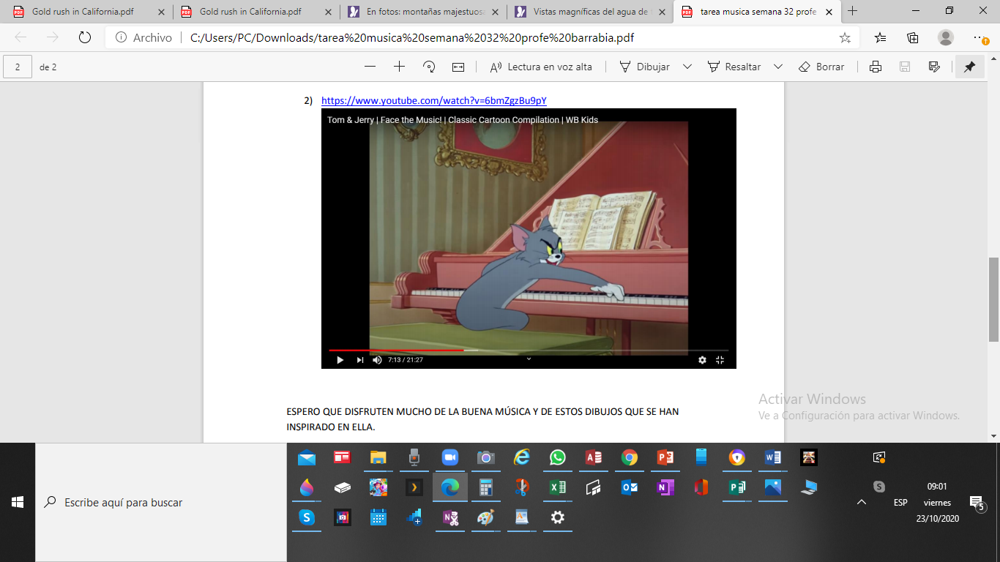 Gold rush in California.pdf
Gold rush in California.pdf
En fotos: montañas majestuosa
Vistas magníficas del agua de
tarea musica semana 32 profe
Archivo
C:/Users/PC/Downloads/tarea%20musica%20semana%2032%20profe%20barrabia.pdf
2
de 2
Lectura en voz alta
Dibujar
Resaltar
Borrar
2) https://www.youtube.com/watch?v=6bmZgzBu9pY
Tom & Jerry | Face the Music! | Classic Cartoon Compilation | WB Kids
7:13 / 21:27
ESPERO QUE DISFRUTEN MUCHO DE LA BUENA MÚSICA Y DE ESTOS DIBUJOS QUE SE HAN
INSPIRADO EN ELLA.
Activar Windows
Ve a Configuración para activar Windows.
Escribe aquí para buscar
ESP
09:01
viernes
23/10/2020
5